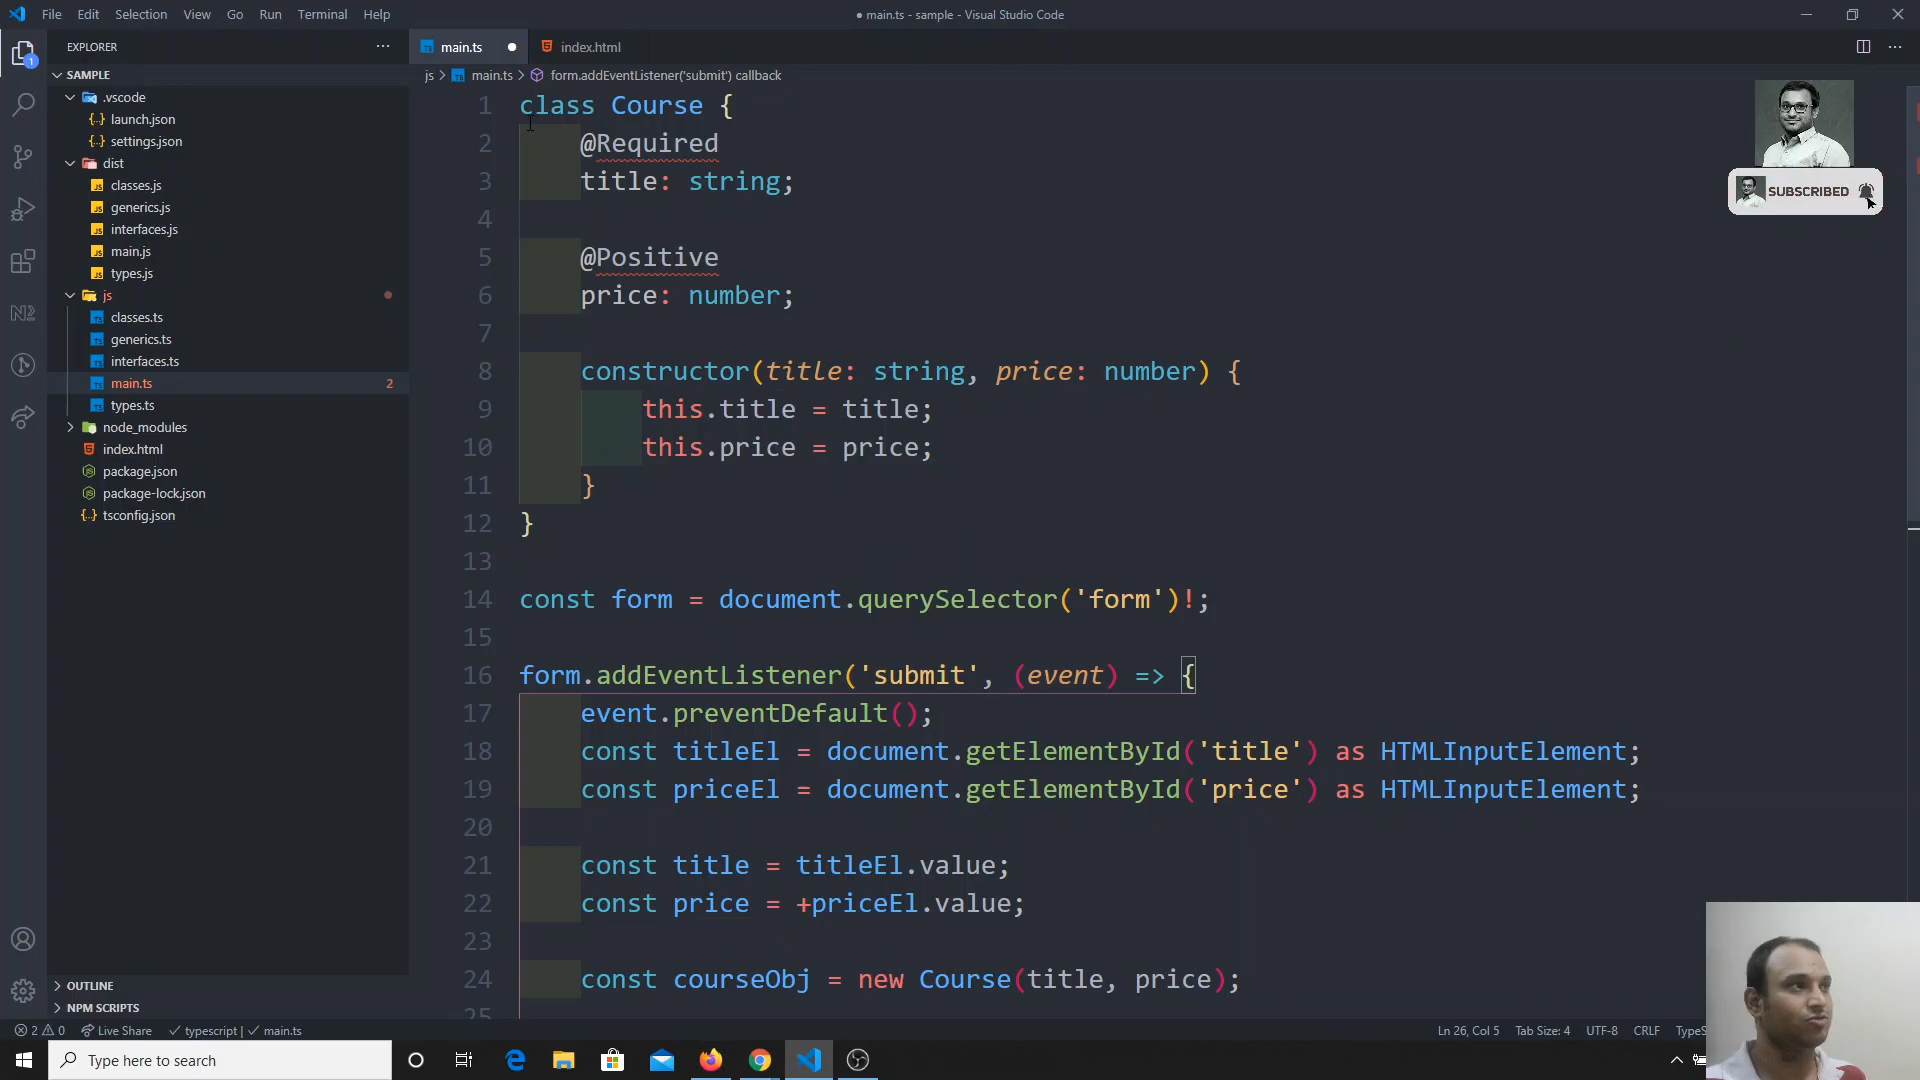 File Edit Selection View Go Run Terminal Help
● main.ts - sample - Visual Studio Code
EXPLORER
main.ts
index.html
SAMPLE
js > main.ts > form.addEventListener('submit') callback
.vscode
launch.json
settings.json
dist
classes.js
generics.js
interfaces.js
main.js
types.js
js
classes.ts
generics.ts
interfaces.ts
main.ts 2
types.ts
node_modules
index.html
package.json
package-lock.json
tsconfig.json
OUTLINE
NPM SCRIPTS
1 class Course {
2 @Required
3 title: string;
4
5 @Positive
6 price: number;
7
8 constructor(title: string, price: number) {
9 this.title = title;
10 this.price = price;
11 }
12 }
13
14 const form = document.querySelector('form')!;
15
16 form.addEventListener('submit', (event) => {
17 event.preventDefault();
18 const titleEl = document.getElementById('title') as HTMLInputElement;
19 const priceEl = document.getElementById('price') as HTMLInputElement;
20
21 const title = titleEl.value;
22 const price = +priceEl.value;
23
24 const courseObj = new Course(title, price);
25
SUBSCRIBED
2 0 Live Share typescript | main.ts
Ln 26, Col 5 Tab Size: 4 UTF-8 CRLF TypeS
Type here to search